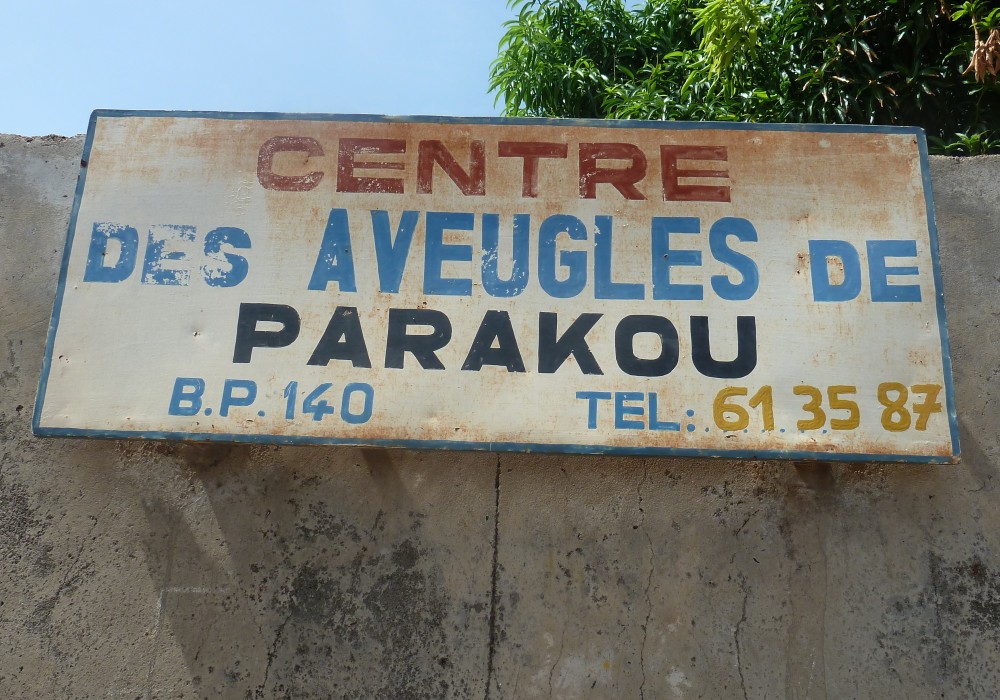 CENTRE
DES AVEUGLES DE
PARAKOU
B.P. 140 TEL: 61 35 87